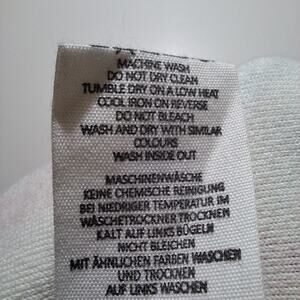 MACHINE WASH
DO NOT DRY CLEAN
TUMBLE DRY ON A LOW HEAT
COOL IRON ON REVERSE
DO NOT BLEACH
WASH AND DRY WITH SIMILAR
COLOURS
WASH INSIDE OUT
MASCHINENWÄSCHE
KEINE CHEMISCHE REINIGUNG
BEI NIEDRIGER TEMPERATUR IM
WÄSCHETROCKNER TROCKNEN
KALT AUF LINKS BÜGELN
NICHT BLEICHEN
MIT ÄHNLICHEN FARBEN WASCHEN
UND TROCKNEN
AUF LINKS WASCHEN